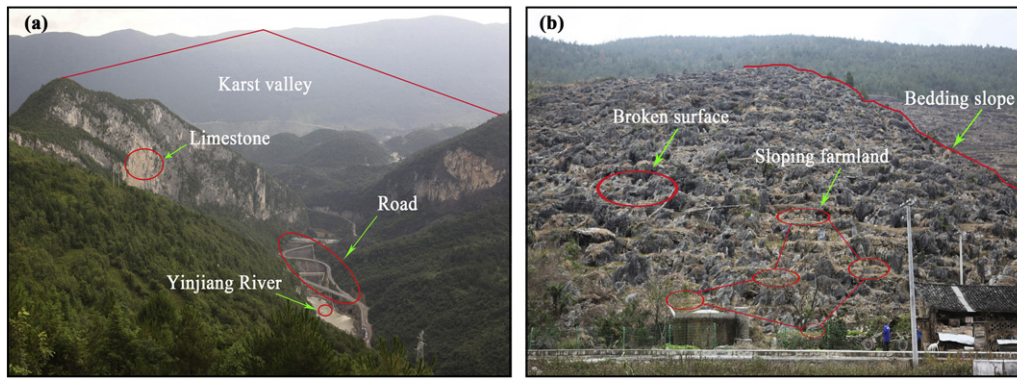 (a)
Karst valley
Limestone
Road
Yinjiang River
(b)
Bedding slope
Broken surface
Sloping farmland